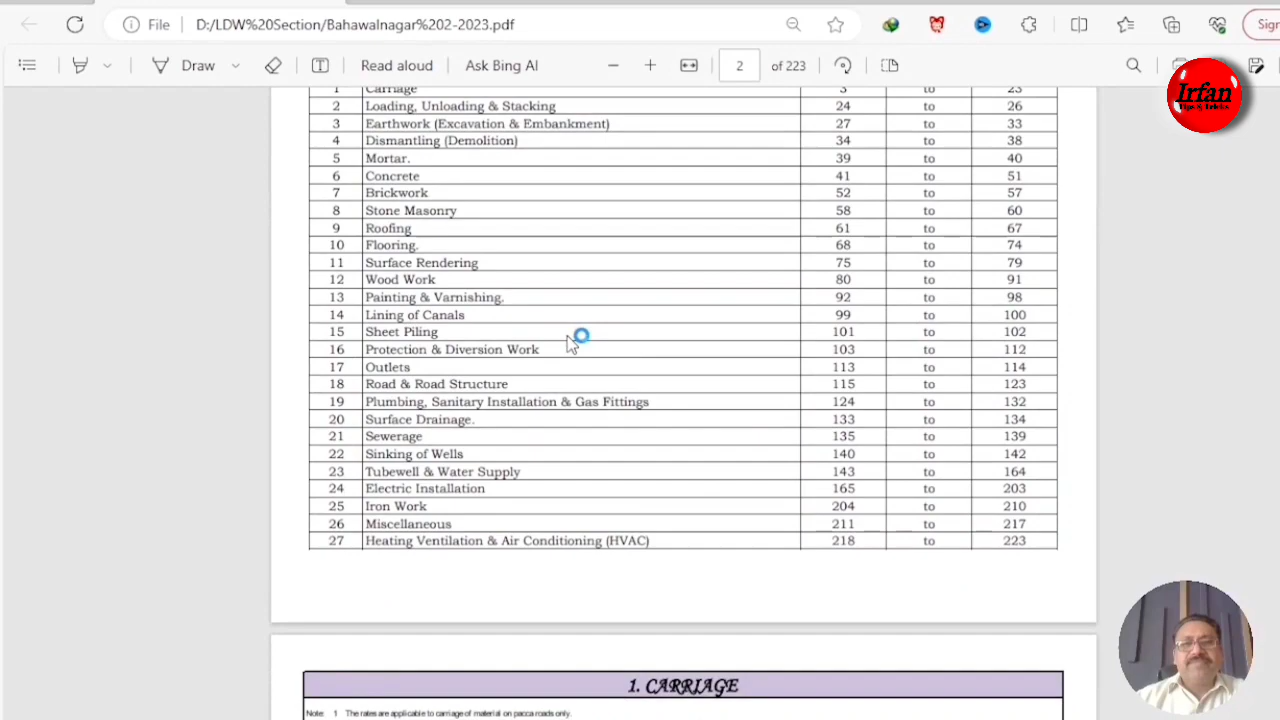 File D:/LDW%20Section/Bahawalnagar%202-2023.pdf Sign
Draw Read aloud Ask Bing AI 2 of 223
Irfan
Tips & Tricks
1 Carriage 3 to 23
2 Loading, Unloading & Stacking 24 to 26
3 Earthwork (Excavation & Embankment) 27 to 33
4 Dismantling (Demolition) 34 to 38
5 Mortar. 39 to 40
6 Concrete 41 to 51
7 Brickwork 52 to 57
8 Stone Masonry 58 to 60
9 Roofing 61 to 67
10 Flooring. 68 to 74
11 Surface Rendering 75 to 79
12 Wood Work 80 to 91
13 Painting & Varnishing. 92 to 98
14 Lining of Canals 99 to 100
15 Sheet Piling 101 to 102
16 Protection & Diversion Work 103 to 112
17 Outlets 113 to 114
18 Road & Road Structure 115 to 123
19 Plumbing, Sanitary Installation & Gas Fittings 124 to 132
20 Surface Drainage. 133 to 134
21 Sewerage 135 to 139
22 Sinking of Wells 140 to 142
23 Tubewell & Water Supply 143 to 164
24 Electric Installation 165 to 203
25 Iron Work 204 to 210
26 Miscellaneous 211 to 217
27 Heating Ventilation & Air Conditioning (HVAC) 218 to 223
1. CARRIAGE
Note: 1 The rates are applicable to carriage of material on pacca roads only.